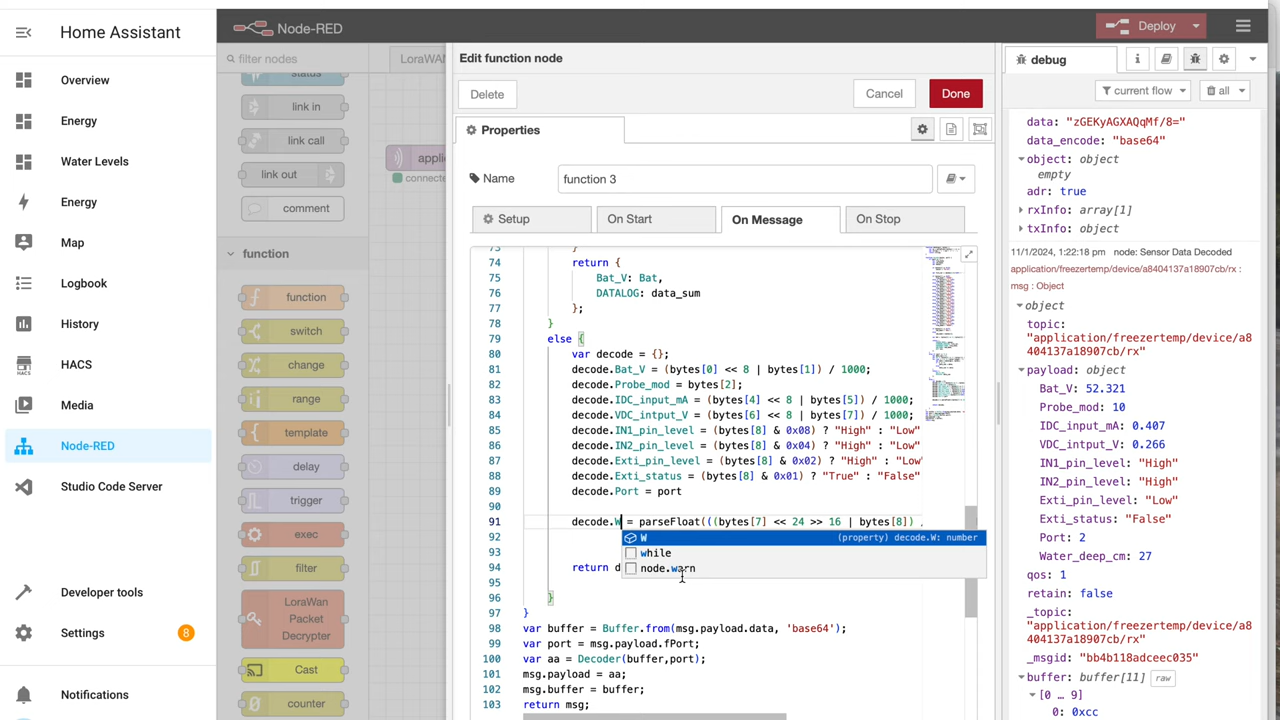 Home Assistant
Overview
Energy
Water Levels
Energy
Map
Logbook
History
HACS
Media
Node-RED
Studio Code Server
Developer tools
Settings
8
Notifications
Node-RED
Deploy
filter nodes
status
link in
link call
link out
comment
function
function
switch
change
range
template
delay
trigger
exec
filter
LoraWan
Packet
Decrypter
Cast
counter
LoraWAN
appli
connecte
Edit function node
Delete
Cancel
Done
Properties
Name
function 3
Setup
On Start
On Message
On Stop
73 }
74 return {
75 Bat_V: Bat,
76 DATALOG: data_sum
77 };
78 }
79 else {
80 var decode = {};
81 decode.Bat_V = (bytes[0] << 8 | bytes[1]) / 1000;
82 decode.Probe_mod = bytes[2];
83 decode.IDC_input_mA = (bytes[4] << 8 | bytes[5]) / 1000;
84 decode.VDC_intput_V = (bytes[6] << 8 | bytes[7]) / 1000;
85 decode.IN1_pin_level = (bytes[8] & 0x08) ? "High" : "Low"
86 decode.IN2_pin_level = (bytes[8] & 0x04) ? "High" : "Low"
87 decode.Exti_pin_level = (bytes[8] & 0x02) ? "High" : "Low"
88 decode.Exti_status = (bytes[8] & 0x01) ? "True" : "False"
89 decode.Port = port
90
91 decode.W = parseFloat(((bytes[7] << 24 >> 16 | bytes[8])
92
W (property) decode.W: number
93
while
94 return d
node.warn
95
96 }
97 }
98 var buffer = Buffer.from(msg.payload.data, 'base64');
99 var port = msg.payload.fPort;
100 var aa = Decoder(buffer,port);
101 msg.payload = aa;
102 msg.buffer = buffer;
103 return msg;
debug
i
current flow
all
data: "zGEKyAGXAQqMf/8="
data_encode: "base64"
object: object
empty
adr: true
rxInfo: array[1]
txInfo: object
11/1/2024, 1:22:18 pm node: Sensor Data Decoded
application/freezertemp/device/a8404137a18907cb/rx :
msg : Object
object
topic:
"application/freezertemp/device/a8
404137a18907cb/rx"
payload: object
Bat_V: 52.321
Probe_mod: 10
IDC_input_mA: 0.407
VDC_intput_V: 0.266
IN1_pin_level: "High"
IN2_pin_level: "High"
Exti_pin_level: "Low"
Exti_status: "False"
Port: 2
Water_deep_cm: 27
qos: 1
retain: false
_topic:
"application/freezertemp/device/a8
404137a18907cb/rx"
_msgid: "bb4b118adceec035"
buffer: buffer[11] raw
[0 … 9]
0: 0xcc